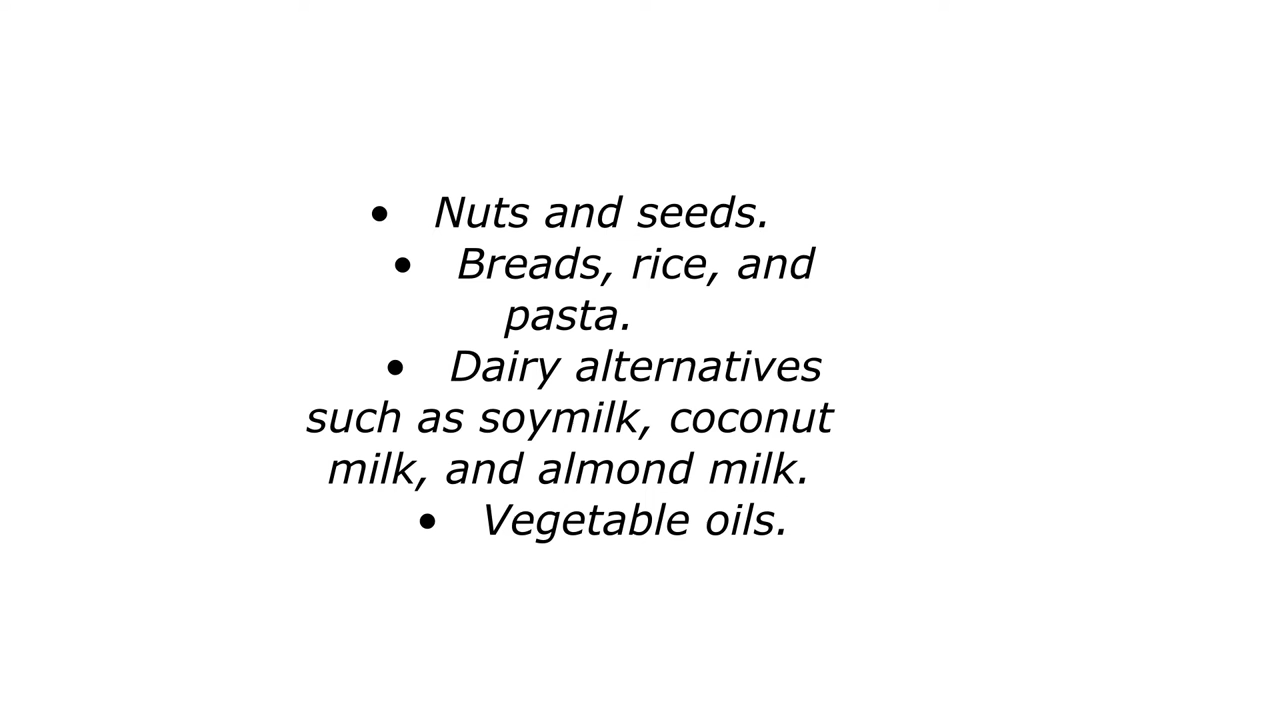 • Nuts and seeds.
• Breads, rice, and
pasta.
• Dairy alternatives
such as soymilk, coconut
milk, and almond milk.
• Vegetable oils.